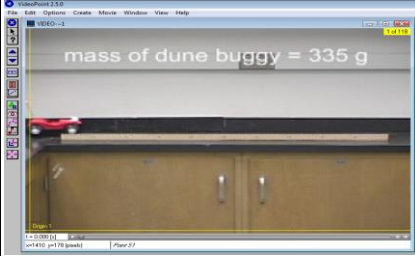 VideoPoint 2.5.0
File Edit Options Create Movie Window View Help
VIDEO~1
1 of 118
mass of dune buggy = 335 g
Origin 1
t = 0.000 [s]
x=1410 y=178 [pixels] Point S1